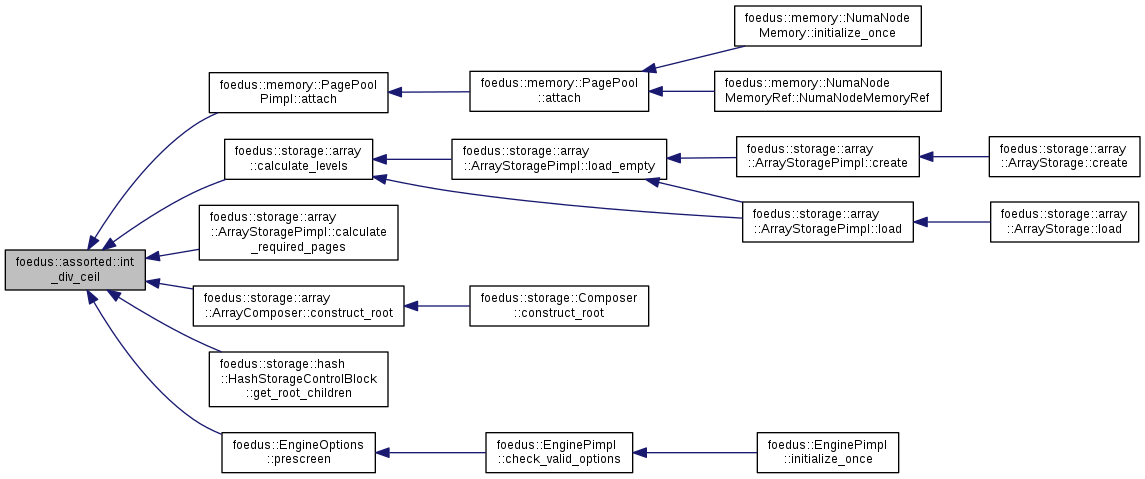 foedus::memory::NumaNode
Memory::initialize_once
foedus::memory::PagePool
Pimpl::attach
foedus::memory::PagePool
::attach
foedus::memory::NumaNode
MemoryRef::NumaNodeMemoryRef
foedus::storage::array
::calculate_levels
foedus::storage::array
::ArrayStoragePimpl::load_empty
foedus::storage::array
::ArrayStoragePimpl::create
foedus::storage::array
::ArrayStorage::create
foedus::storage::array
::ArrayStoragePimpl::calculate
_required_pages
foedus::storage::array
::ArrayStoragePimpl::load
foedus::storage::array
::ArrayStorage::load
foedus::assorted::int
_div_ceil
foedus::storage::array
::ArrayComposer::construct_root
foedus::storage::Composer
::construct_root
foedus::storage::hash
::HashStorageControlBlock
::get_root_children
foedus::EngineOptions
::prescreen
foedus::EnginePimpl
::check_valid_options
foedus::EnginePimpl
::initialize_once